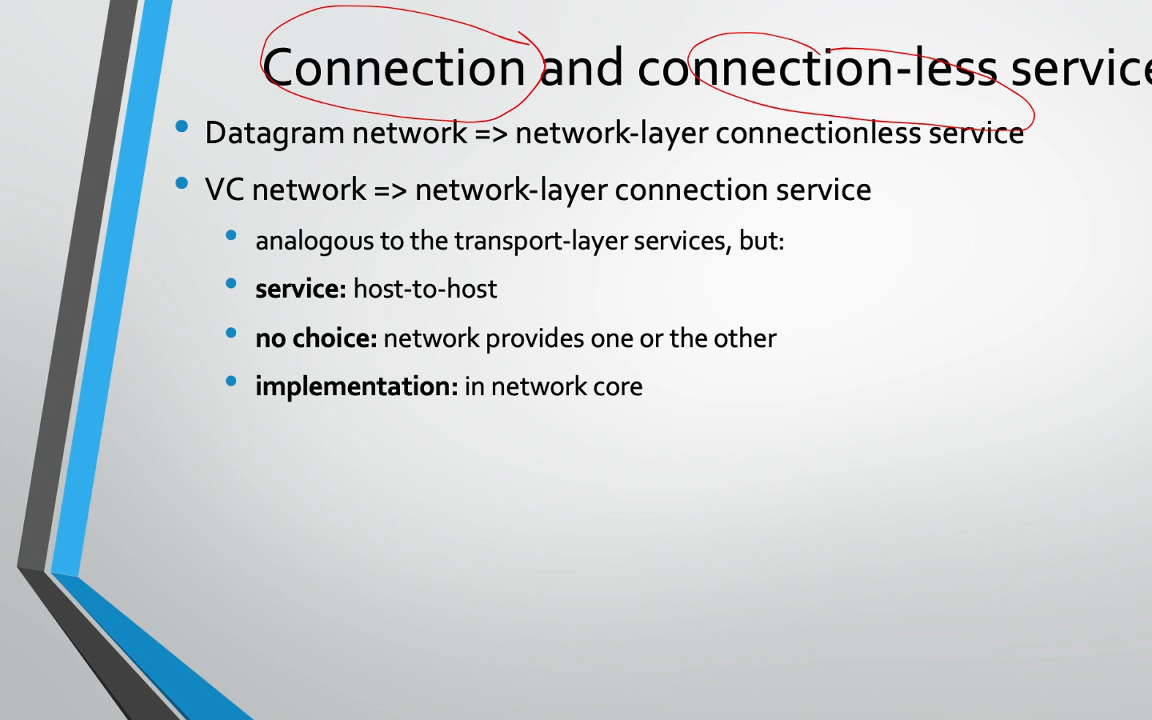 Connection and connection-less service
Datagram network => network-layer connectionless service
VC network => network-layer connection service
analogous to the transport-layer services, but:
service: host-to-host
no choice: network provides one or the other
implementation: in network core